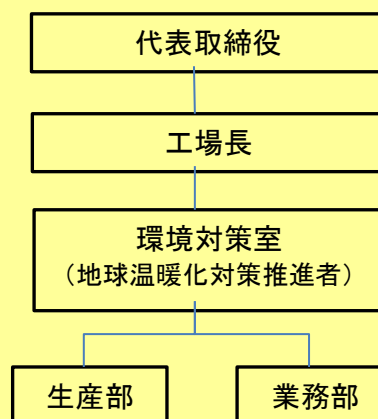 代表取締役
工場長
環境対策室
（地球温暖化対策推進者）
生産部
業務部